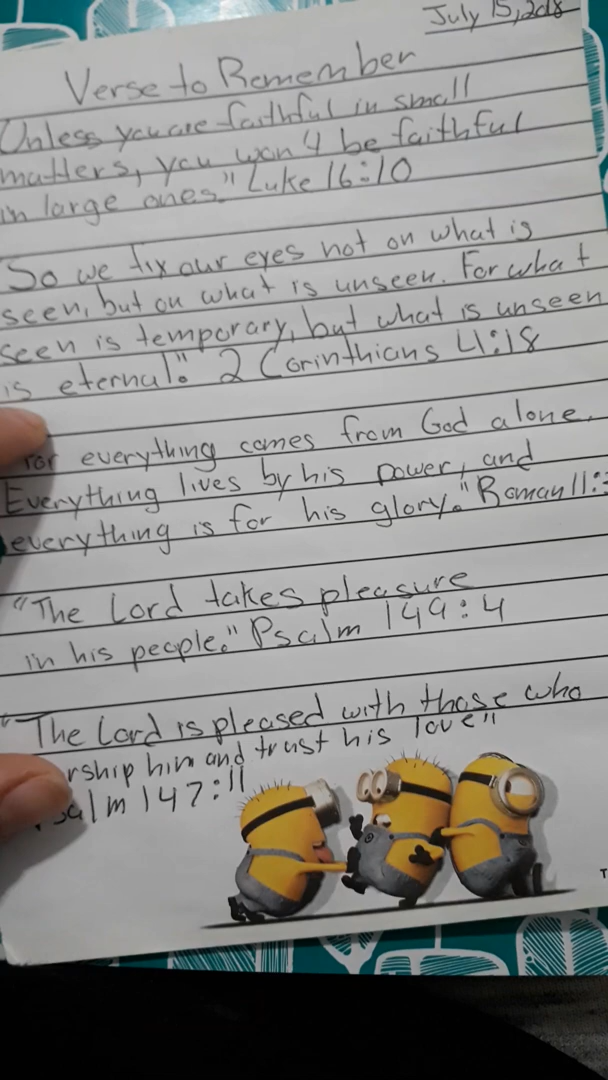 July 15, 2018
Verse to Remember
Unless you are faithful in small
matters, you won't be faithful
in large ones." Luke 16:10
So we fix our eyes not on what is
seen, but on what is unseen. For what
seen is temporary, but what is unseen
is eternal." 2 Corinthians 4:18
For everything comes from God alone.
Everything lives by his power, and
everything is for his glory." Roman 11:3
"The Lord takes pleasure
in his people." Psalm 149:4
"The Lord is pleased with those who
rship him and trust his love"
salm 147:11
T